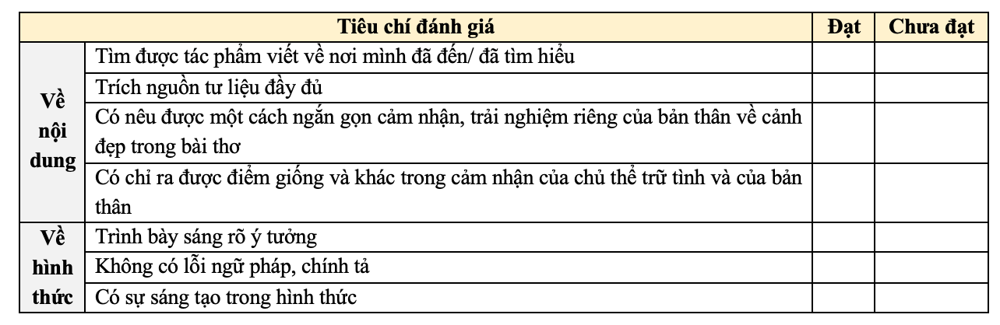 Tiêu chí đánh giá Đạt Chưa đạt
Về nội dung
Tìm được tác phẩm viết về nơi mình đã đến/ đã tìm hiểu
Trích nguồn tư liệu đầy đủ
Có nêu được một cách ngắn gọn cảm nhận, trải nghiệm riêng của bản thân về cảnh
đẹp trong bài thơ
Có chỉ ra được điểm giống và khác trong cảm nhận của chủ thể trữ tình và của bản
thân
Về hình thức
Trình bày sáng rõ ý tưởng
Không có lỗi ngữ pháp, chính tả
Có sự sáng tạo trong hình thức